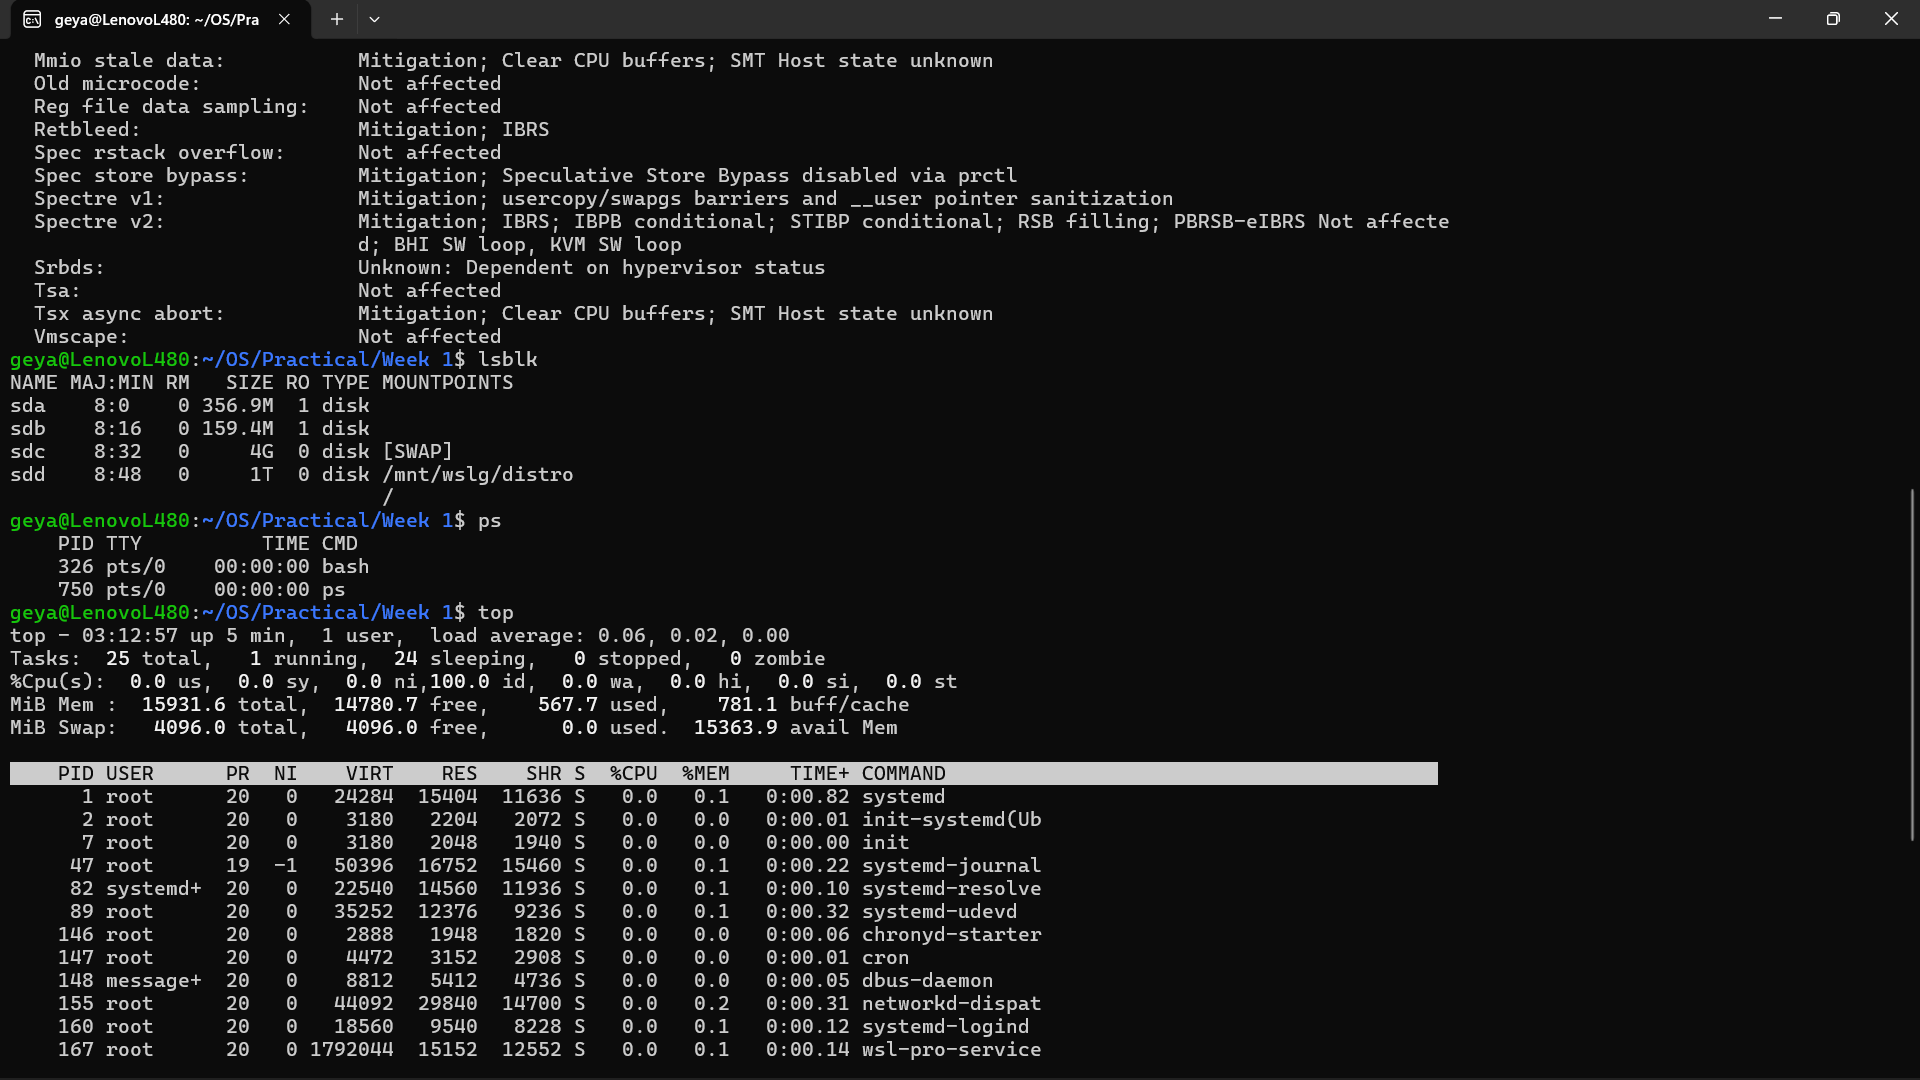 geya@LenovoL480: ~/OS/Pra
Mmio stale data:           Mitigation; Clear CPU buffers; SMT Host state unknown
Old microcode:             Not affected
Reg file data sampling:    Not affected
Retbleed:                  Mitigation; IBRS
Spec rstack overflow:      Not affected
Spec store bypass:         Mitigation; Speculative Store Bypass disabled via prctl
Spectre v1:                Mitigation; usercopy/swapgs barriers and __user pointer sanitization
Spectre v2:                Mitigation; IBRS; IBPB conditional; STIBP conditional; RSB filling; PBRSB-eIBRS Not affecte
                           d; BHI SW loop, KVM SW loop
Srbds:                     Unknown: Dependent on hypervisor status
Tsa:                       Not affected
Tsx async abort:           Mitigation; Clear CPU buffers; SMT Host state unknown
Vmscape:                   Not affected
geya@LenovoL480:~/OS/Practical/Week 1$ lsblk
NAME MAJ:MIN RM   SIZE RO TYPE MOUNTPOINTS
sda    8:0    0 356.9M  1 disk
sdb    8:16   0 159.4M  1 disk
sdc    8:32   0     4G  0 disk [SWAP]
sdd    8:48   0     1T  0 disk /mnt/wslg/distro
                               /
geya@LenovoL480:~/OS/Practical/Week 1$ ps
    PID TTY          TIME CMD
    326 pts/0    00:00:00 bash
    750 pts/0    00:00:00 ps
geya@LenovoL480:~/OS/Practical/Week 1$ top
top - 03:12:57 up 5 min,  1 user,  load average: 0.06, 0.02, 0.00
Tasks:  25 total,   1 running,  24 sleeping,   0 stopped,   0 zombie
%Cpu(s):  0.0 us,  0.0 sy,  0.0 ni,100.0 id,  0.0 wa,  0.0 hi,  0.0 si,  0.0 st
MiB Mem :  15931.6 total,  14780.7 free,    567.7 used,    781.1 buff/cache
MiB Swap:   4096.0 total,   4096.0 free,      0.0 used.  15363.9 avail Mem
    PID USER      PR  NI    VIRT    RES    SHR S  %CPU  %MEM     TIME+ COMMAND
      1 root      20   0   24284  15404  11636 S   0.0   0.1   0:00.82 systemd
      2 root      20   0    3180   2204   2072 S   0.0   0.0   0:00.01 init-systemd(Ub
      7 root      20   0    3180   2048   1940 S   0.0   0.0   0:00.00 init
     47 root      19  -1   50396  16752  15460 S   0.0   0.1   0:00.22 systemd-journal
     82 systemd+  20   0   22540  14560  11936 S   0.0   0.1   0:00.10 systemd-resolve
     89 root      20   0   35252  12376   9236 S   0.0   0.1   0:00.32 systemd-udevd
    146 root      20   0    2888   1948   1820 S   0.0   0.0   0:00.06 chronyd-starter
    147 root      20   0    4472   3152   2908 S   0.0   0.0   0:00.01 cron
    148 message+  20   0    8812   5412   4736 S   0.0   0.0   0:00.05 dbus-daemon
    155 root      20   0   44092  29840  14700 S   0.0   0.2   0:00.31 networkd-dispat
    160 root      20   0   18560   9540   8228 S   0.0   0.1   0:00.12 systemd-logind
    167 root      20   0 1792044  15152  12552 S   0.0   0.1   0:00.14 wsl-pro-service